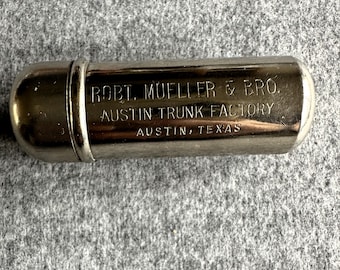 ROBT. MUELLER & BRO.
AUSTIN TRUNK FACTORY
AUSTIN, TEXAS